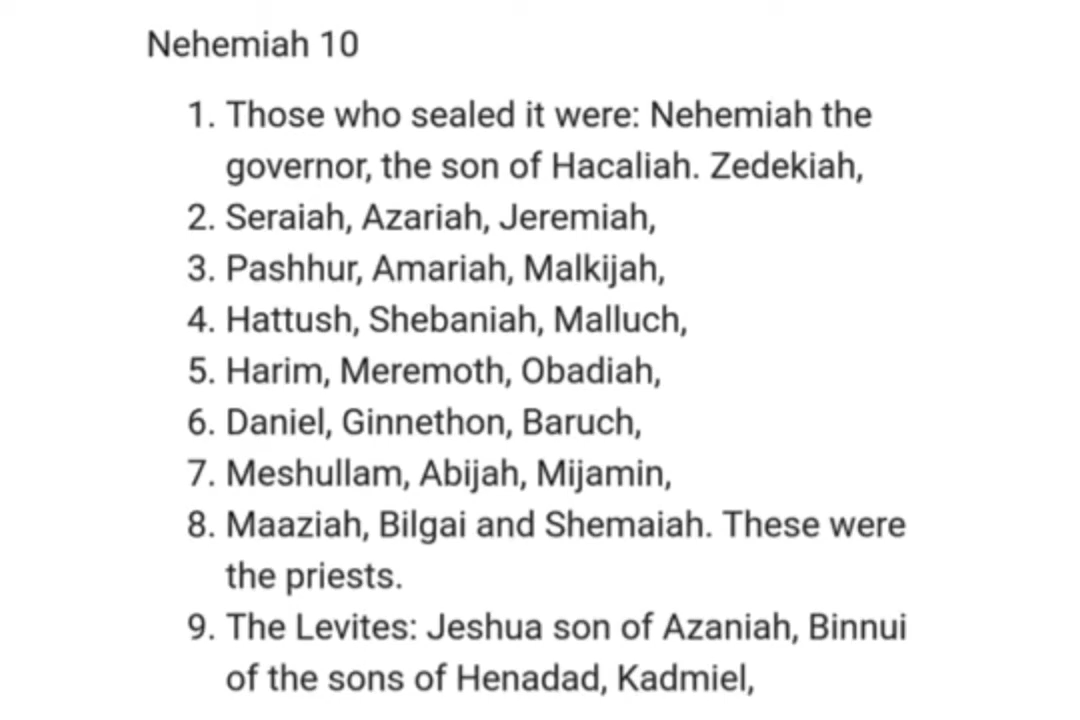 Nehemiah 10
1. Those who sealed it were: Nehemiah the
governor, the son of Hacaliah. Zedekiah,
2. Seraiah, Azariah, Jeremiah,
3. Pashhur, Amariah, Malkijah,
4. Hattush, Shebaniah, Malluch,
5. Harim, Meremoth, Obadiah,
6. Daniel, Ginnethon, Baruch,
7. Meshullam, Abijah, Mijamin,
8. Maaziah, Bilgai and Shemaiah. These were
the priests.
9. The Levites: Jeshua son of Azaniah, Binnui
of the sons of Henadad, Kadmiel,